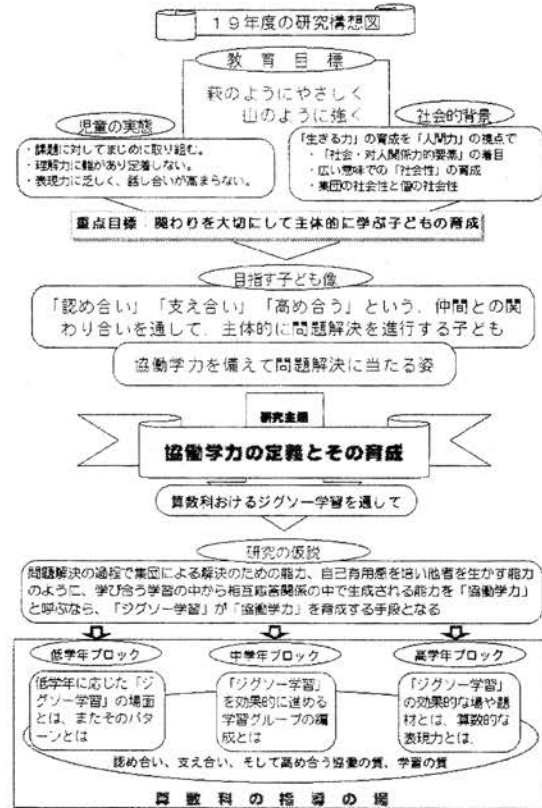 19年度の研究構想図
教育目標
萩のようにやさしく
山のように強く
児童の実態
・課題に対してまじめに取り組む。
・理解力に難があり定着しない。
・表現力に乏しく、話し合いが高まらない。
社会的背景
「生きる力」の育成を「人間力」の視点で
・「社会・対人関係力的要素」の着目
・広い意味での「社会性」の育成
・集団の社会性と個の社会性
重点目標：関わりを大切にして主体的に学ぶ子どもの育成
目指す子ども像
「認め合い」「支え合い」「高め合う」という、仲間との関
わり合いを通して、主体的に問題解決を進行する子ども
協働学力を備えて問題解決に当たる姿
研究主題
協働学力の定義とその育成
算数科おけるジグソー学習を通して
研究の仮説
問題解決の過程で集団による解決のための能力、自己有用感を培い他者を生かす能力
のように、学び合う学習の中から相互応答関係の中で生成される能力を「協働学力」
と呼ぶなら、「ジグソー学習」が「協働学力」を育成する手段となる
低学年ブロック
低学年に応じた「ジ
グソー学習」の場面
とは、またそのパタ
ーンとは
中学年ブロック
「ジグソー学習」
を効果的に進める
学習グループの編
成とは
高学年ブロック
「ジグソー学習」
の効果的な場や題
材とは、算数的な
表現力とは、
認め合い、支え合い、そして高め合う協働の質、学習の質
算数科の指導の場